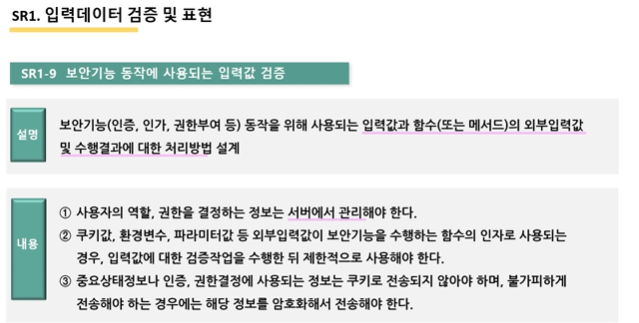 SR1. 입력데이터 검증 및 표현
SR1-9 보안기능 동작에 사용되는 입력값 검증
설명
보안기능(인증, 인가, 권한부여 등) 동작을 위해 사용되는 입력값과 함수(또는 메서드)의 외부입력값
및 수행결과에 대한 처리방법 설계
내용
① 사용자의 역할, 권한을 결정하는 정보는 서버에서 관리해야 한다.
② 쿠키값, 환경변수, 파라미터값 등 외부입력값이 보안기능을 수행하는 함수의 인자로 사용되는
경우, 입력값에 대한 검증작업을 수행한 뒤 제한적으로 사용해야 한다.
③ 중요상태정보나 인증, 권한결정에 사용되는 정보는 쿠키로 전송되지 않아야 하며, 불가피하게
전송해야 하는 경우에는 해당 정보를 암호화해서 전송해야 한다.